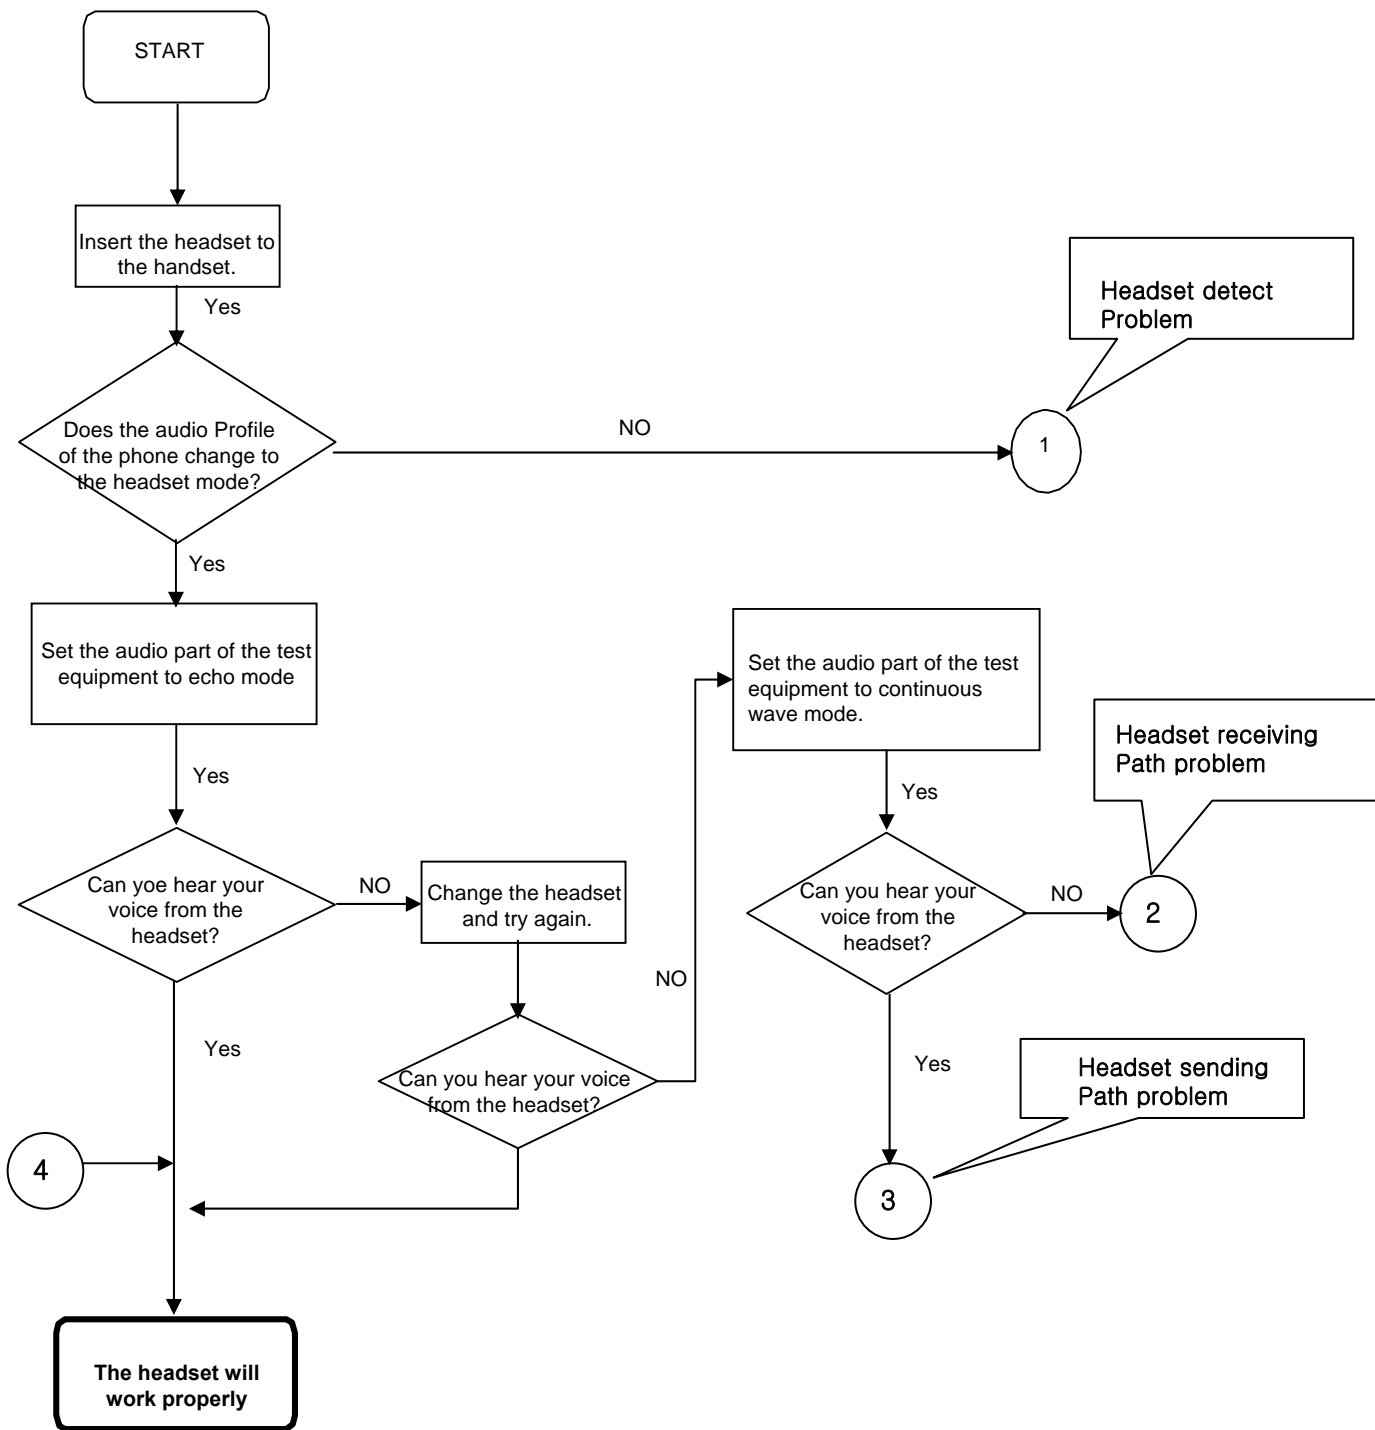 START
Insert the headset to
the handset.
Yes
Headset detect
Problem
Does the audio Profile
of the phone change to
the headset mode?
NO
1
Yes
Set the audio part of the test
equipment to echo mode
Set the audio part of the test
equipment to continuous
wave mode.
Headset receiving
Path problem
Yes
Yes
Can yoe hear your
voice from the
headset?
NO
Change the headset
and try again.
Can you hear your
voice from the
headset?
NO
2
NO
Yes
Can you hear your voice
from the headset?
Yes
Headset sending
Path problem
4
3
The headset will
work properly